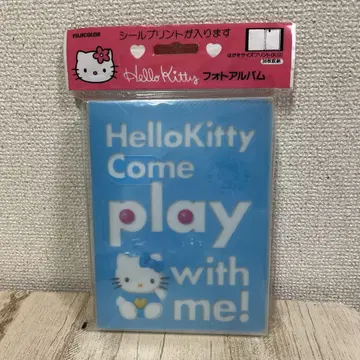 FUJICOLOR
シールプリントが入ります
Hello Kitty
フォトアルバム
HelloKitty
Come
play
with
me!